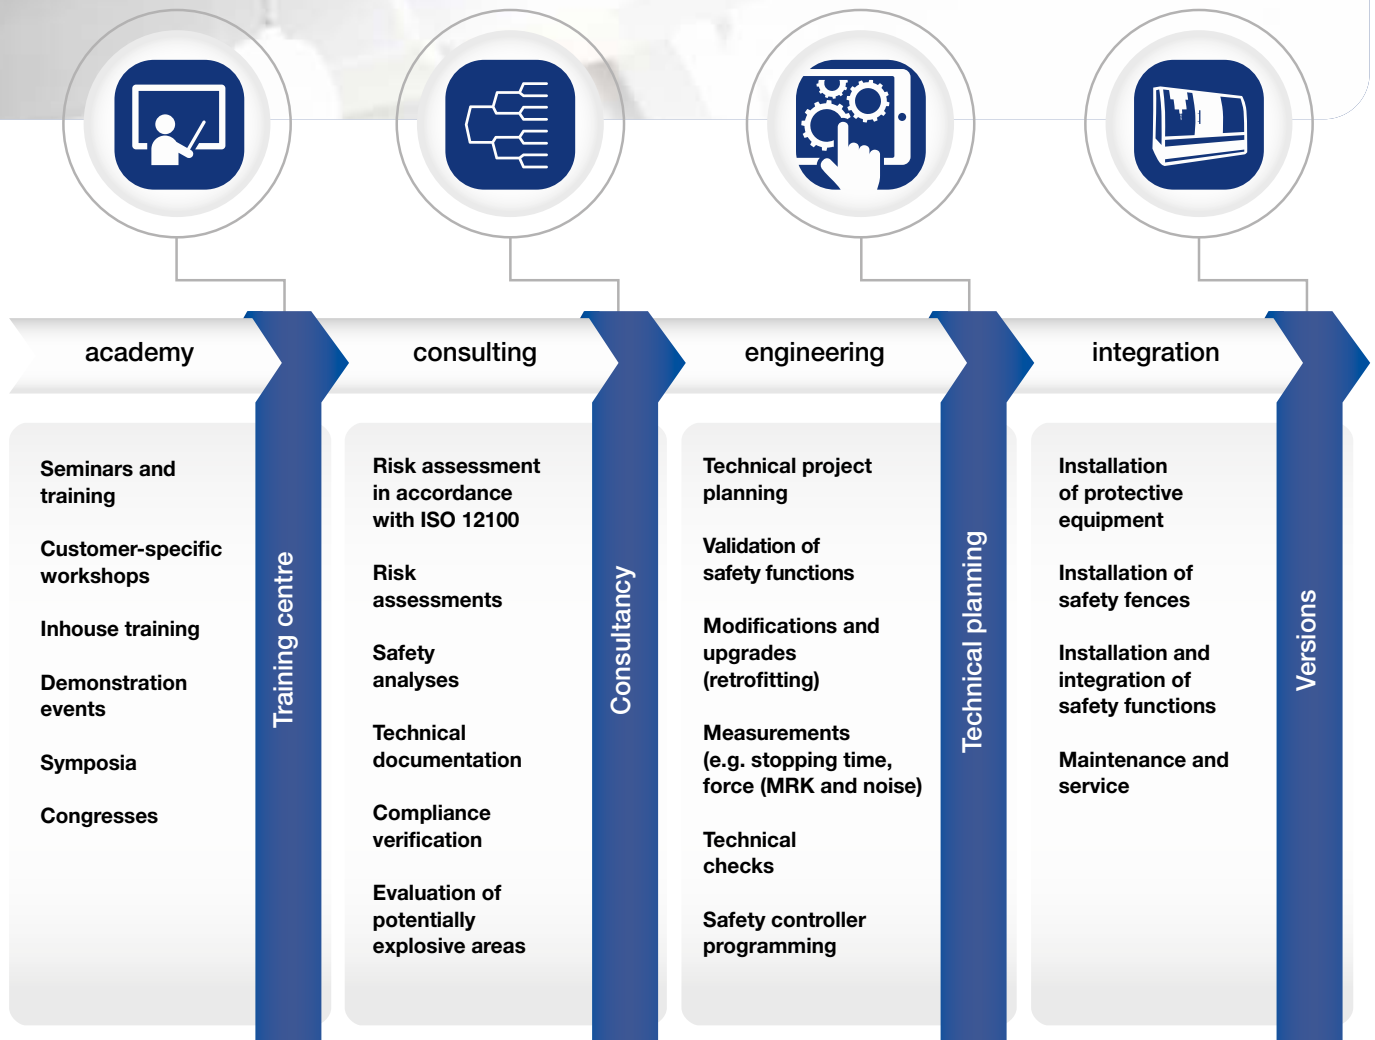 academy
consulting
engineering
integration
Seminars and
training
Customer-specific
workshops
Inhouse training
Demonstration
events
Symposia
Congresses
Training centre
Risk assessment
in accordance
with ISO 12100
Risk
assessments
Safety
analyses
Technical
documentation
Compliance
verification
Evaluation of
potentially
explosive areas
Consultancy
Technical project
planning
Validation of
safety functions
Modifications and
upgrades
(retrofitting)
Measurements
(e.g. stopping time,
force (MRK and noise)
Technical
checks
Safety controller
programming
Technical planning
Installation
of protective
equipment
Installation of
safety fences
Installation and
integration of
safety functions
Maintenance and
service
Versions